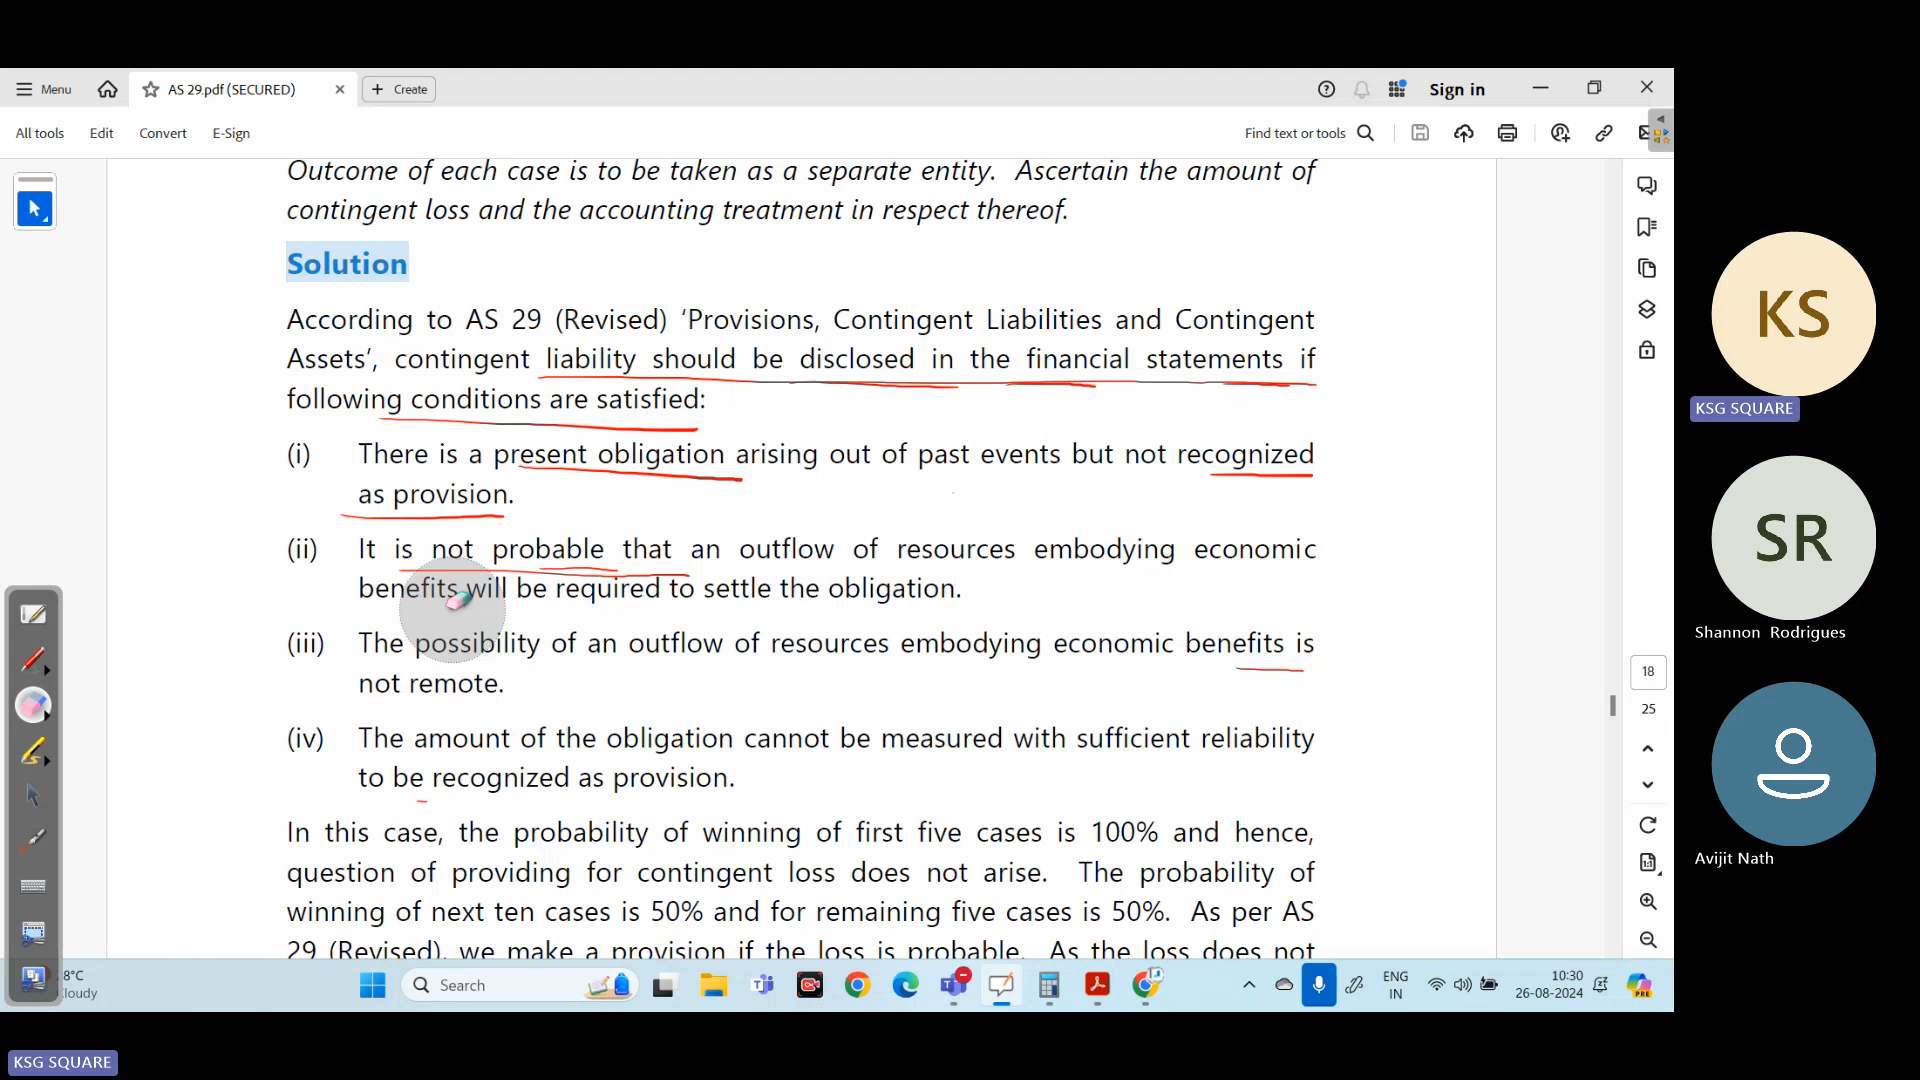 Menu
AS 29.pdf (SECURED)
Create
Sign in
All tools
Edit
Convert
E-Sign
Find text or tools
Outcome of each case is to be taken as a separate entity. Ascertain the amount of
contingent loss and the accounting treatment in respect thereof.
Solution
According to AS 29 (Revised) ‘Provisions, Contingent Liabilities and Contingent
Assets’, contingent liability should be disclosed in the financial statements if
following conditions are satisfied:
(i) There is a present obligation arising out of past events but not recognized
as provision.
(ii) It is not probable that an outflow of resources embodying economic
benefits will be required to settle the obligation.
(iii) The possibility of an outflow of resources embodying economic benefits is
not remote.
(iv) The amount of the obligation cannot be measured with sufficient reliability
to be recognized as provision.
In this case, the probability of winning of first five cases is 100% and hence,
question of providing for contingent loss does not arise. The probability of
winning of next ten cases is 50% and for remaining five cases is 50%. As per AS
29 (Revised), we make a provision if the loss is probable. As the loss does not
18
25
KS
KSG SQUARE
SR
Shannon Rodrigues
Avijit Nath
8°C
Cloudy
Search
ENG
IN
10:30
26-08-2024
PRE
KSG SQUARE